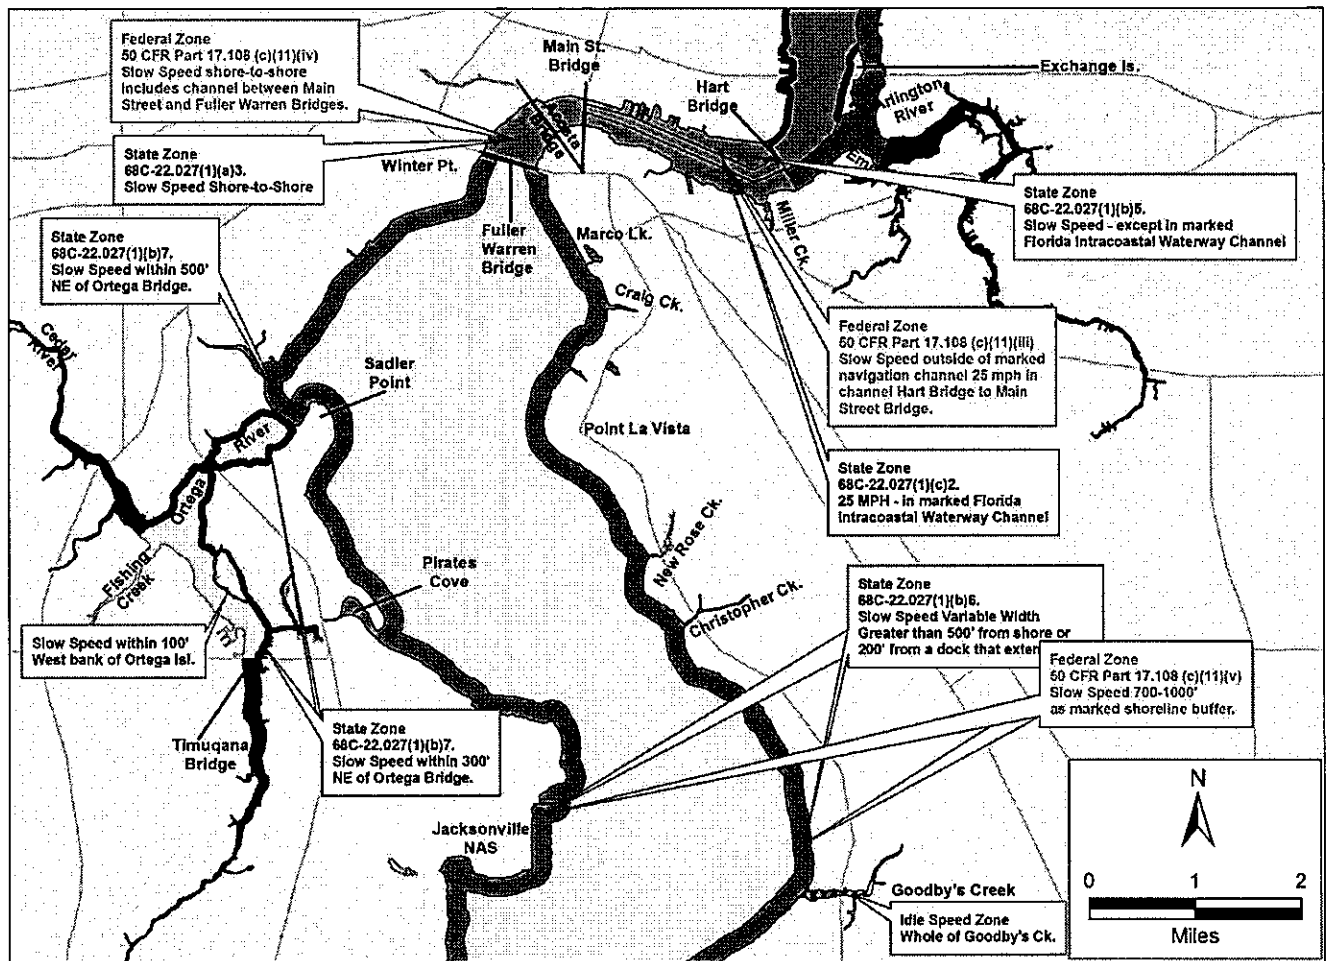 Federal Zone
50 CFR Part 17.108 (c)(11)(iv)
Slow Speed shore-to-shore
includes channel between Main
Street and Fuller Warren Bridges.
Main St.
Bridge
Hart
Bridge
Exchange Is.
Arlington
River
Acosta
Bridge
Winter Pt.
State Zone
68C-22.027(1)(a)3.
Slow Speed Shore-to-Shore
State Zone
68C-22.027(1)(b)5.
Slow Speed - except in marked
Florida Intracoastal Waterway Channel
State Zone
68C-22.027(1)(b)7.
Slow Speed within 500'
NE of Ortega Bridge.
Fuller
Warren
Bridge
Marco Lk.
Miller Ck.
Craig Ck.
Federal Zone
50 CFR Part 17.108 (c)(11)(iii)
Slow Speed outside of marked
navigation channel 25 mph in
channel Hart Bridge to Main
Street Bridge.
Cedar
River
Sadler
Point
River
Ortega
Point La Vista
State Zone
68C-22.027(1)(c)2.
25 MPH - in marked Florida
Intracoastal Waterway Channel
New Rose Ck.
Fishing
Creek
Pirates
Cove
Christopher Ck.
State Zone
68C-22.027(1)(b)6.
Slow Speed Variable Width
Greater than 500' from shore or
200' from a dock that exten
Slow Speed within 100'
West bank of Ortega Isl.
Federal Zone
50 CFR Part 17.108 (c)(11)(v)
Slow Speed 700-1000'
as marked shoreline buffer.
Timuqana
Bridge
State Zone
68C-22.027(1)(b)7.
Slow Speed within 300'
NE of Ortega Bridge.
Jacksonville
NAS
Goodby's Creek
Idle Speed Zone
Whole of Goodby's Ck.
N
0 1 2
Miles